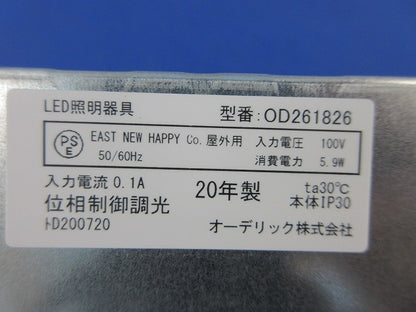 LED照明器具 型番:OD261826
PS E EAST NEW HAPPY Co. 屋外用 入力電圧 100V
50/60Hz 消費電力 5.9W
入力電流 0.1A 20年製 ta30℃
位相制御調光 本体IP30
ﾄD200720 オーデリック株式会社